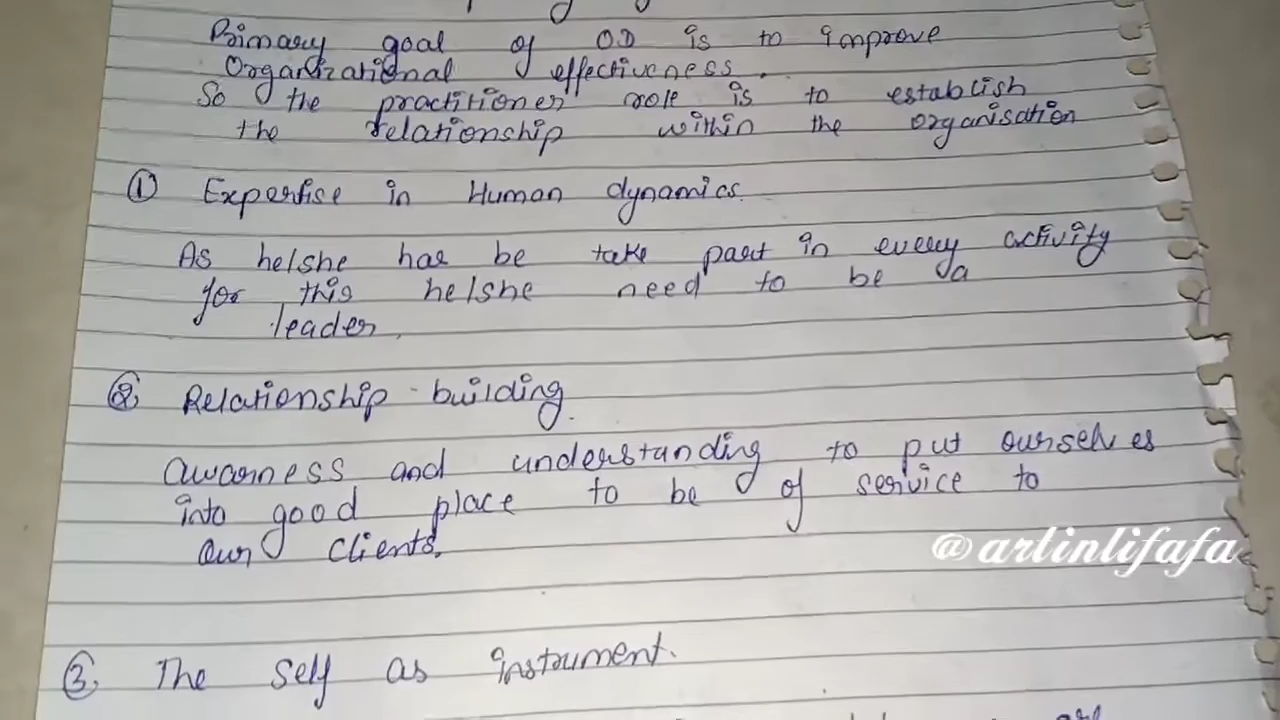 Primary goal of OD is to improve
Organizational effectiveness.
So the practitioner role is to establish
the relationship within the organisation
① Expertise in Human dynamics.
As he/she has be take part in every activity
for this he/she need to be a
leader.
② Relationship-building.
awarness and understanding to put ourselves
into good place to be of service to
our clients.
@artinlifafa
③ The Self as instrument.
are